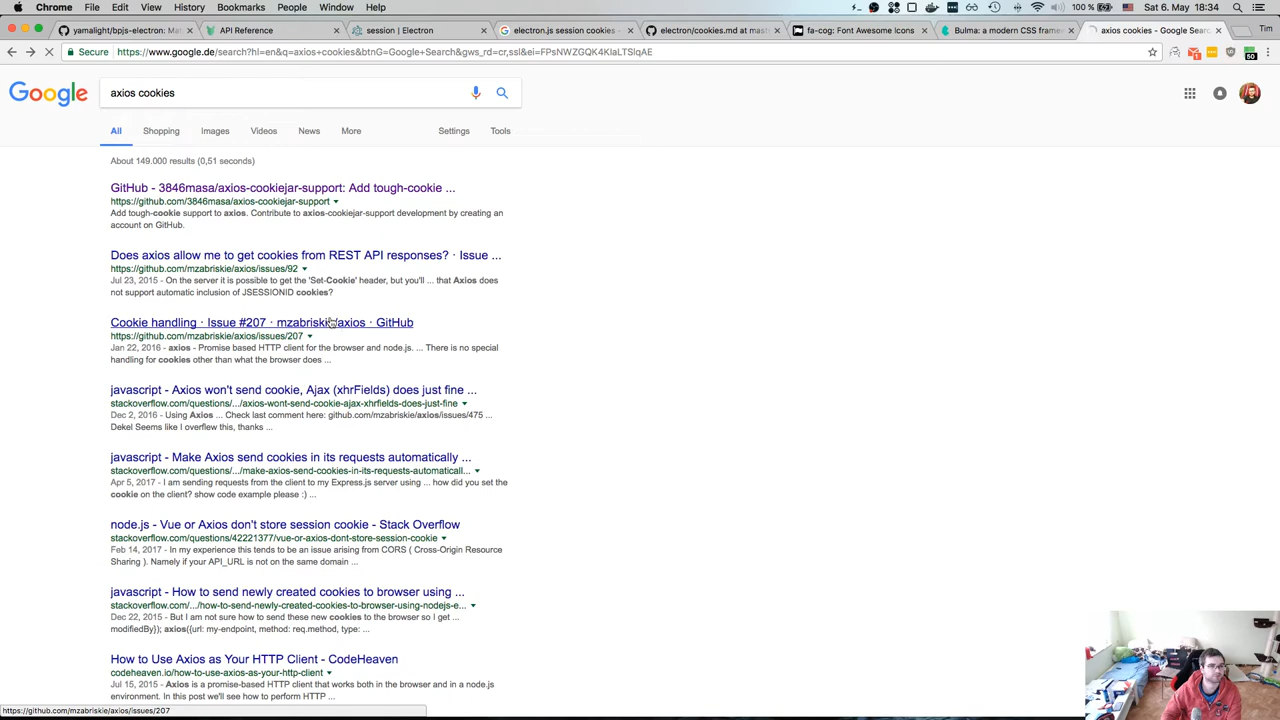 Chrome File Edit View History Bookmarks People Window Help 100 % Sat 6. May 18:34
yamalight/bpjs-electron: M API Reference session | Electron electron.js session cookies - electron/cookies.md at mast fa-cog: Font Awesome Icons Bulma: a modern CSS fram axios cookies - Google Sear Tim
Secure https://www.google.de/search?hl=en&q=axios+cookies&btnG=Google+Search&gws_rd=cr,ssl&ei=FPsNWZGQK4KlaLTSlqAE 50
Google axios cookies
All Shopping Images Videos News More Settings Tools
About 149.000 results (0,51 seconds)
GitHub - 3846masa/axios-cookiejar-support: Add tough-cookie ...
https://github.com/3846masa/axios-cookiejar-support
Add tough-cookie support to axios. Contribute to axios-cookiejar-support development by creating an
account on GitHub.
Does axios allow me to get cookies from REST API responses? · Issue ...
https://github.com/mzabriskie/axios/issues/92
Jul 23, 2015 - On the server it is possible to get the 'Set-Cookie' header, but you'll ... that Axios does
not support automatic inclusion of JSESSIONID cookies?
Cookie handling · Issue #207 · mzabriskie/axios · GitHub
https://github.com/mzabriskie/axios/issues/207
Jan 22, 2016 - axios - Promise based HTTP client for the browser and node.js. ... There is no special
handling for cookies other than what the browser does ...
javascript - Axios won't send cookie, Ajax (xhrFields) does just fine ...
stackoverflow.com/questions/.../axios-wont-send-cookie-ajax-xhrfields-does-just-fine
Dec 2, 2016 - Using Axios ... Check last comment here: github.com/mzabriskie/axios/issues/475 ...
Dekel Seems like I overflew this, thanks ...
javascript - Make Axios send cookies in its requests automatically ...
stackoverflow.com/questions/.../make-axios-send-cookies-in-its-requests-automaticall...
Apr 5, 2017 - I am sending requests from the client to my Express.js server using ... how did you set the
cookie on the client? show code example please :) ...
node.js - Vue or Axios don't store session cookie - Stack Overflow
stackoverflow.com/questions/42221377/vue-or-axios-dont-store-session-cookie
Feb 14, 2017 - In my experience this tends to be an issue arising from CORS ( Cross-Origin Resource
Sharing ). Namely if your API_URL is not on the same domain ...
javascript - How to send newly created cookies to browser using ...
stackoverflow.com/.../how-to-send-newly-created-cookies-to-browser-using-nodejs-e...
Dec 22, 2015 - But I am not sure how to send these new cookies to the browser so I get ...
modifiedBy}); axios({url: my-endpoint, method: req.method, type: ...
How to Use Axios as Your HTTP Client - CodeHeaven
codeheaven.io/how-to-use-axios-as-your-http-client
Jul 15, 2015 - Axios is a promise-based HTTP client that works both in the browser and in a node.js
environment. In this post we'll see how to perform HTTP ...
https://github.com/mzabriskie/axios/issues/207